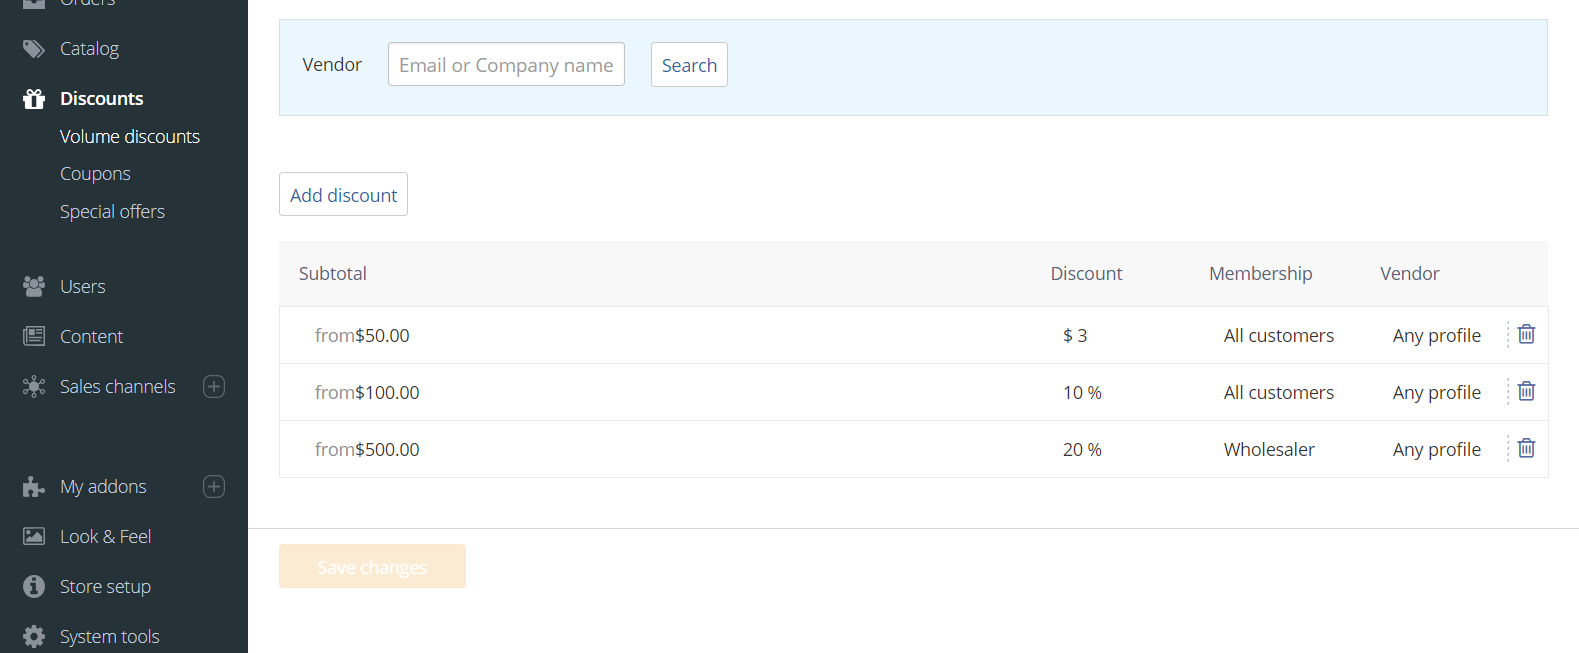 Orders
Catalog
Discounts
Volume discounts
Coupons
Special offers
Users
Content
Sales channels
My addons
Look & Feel
Store setup
System tools
Vendor Email or Company name Search
Add discount
Subtotal Discount Membership Vendor
from$50.00 $ 3 All customers Any profile
from$100.00 10 % All customers Any profile
from$500.00 20 % Wholesaler Any profile
Save changes